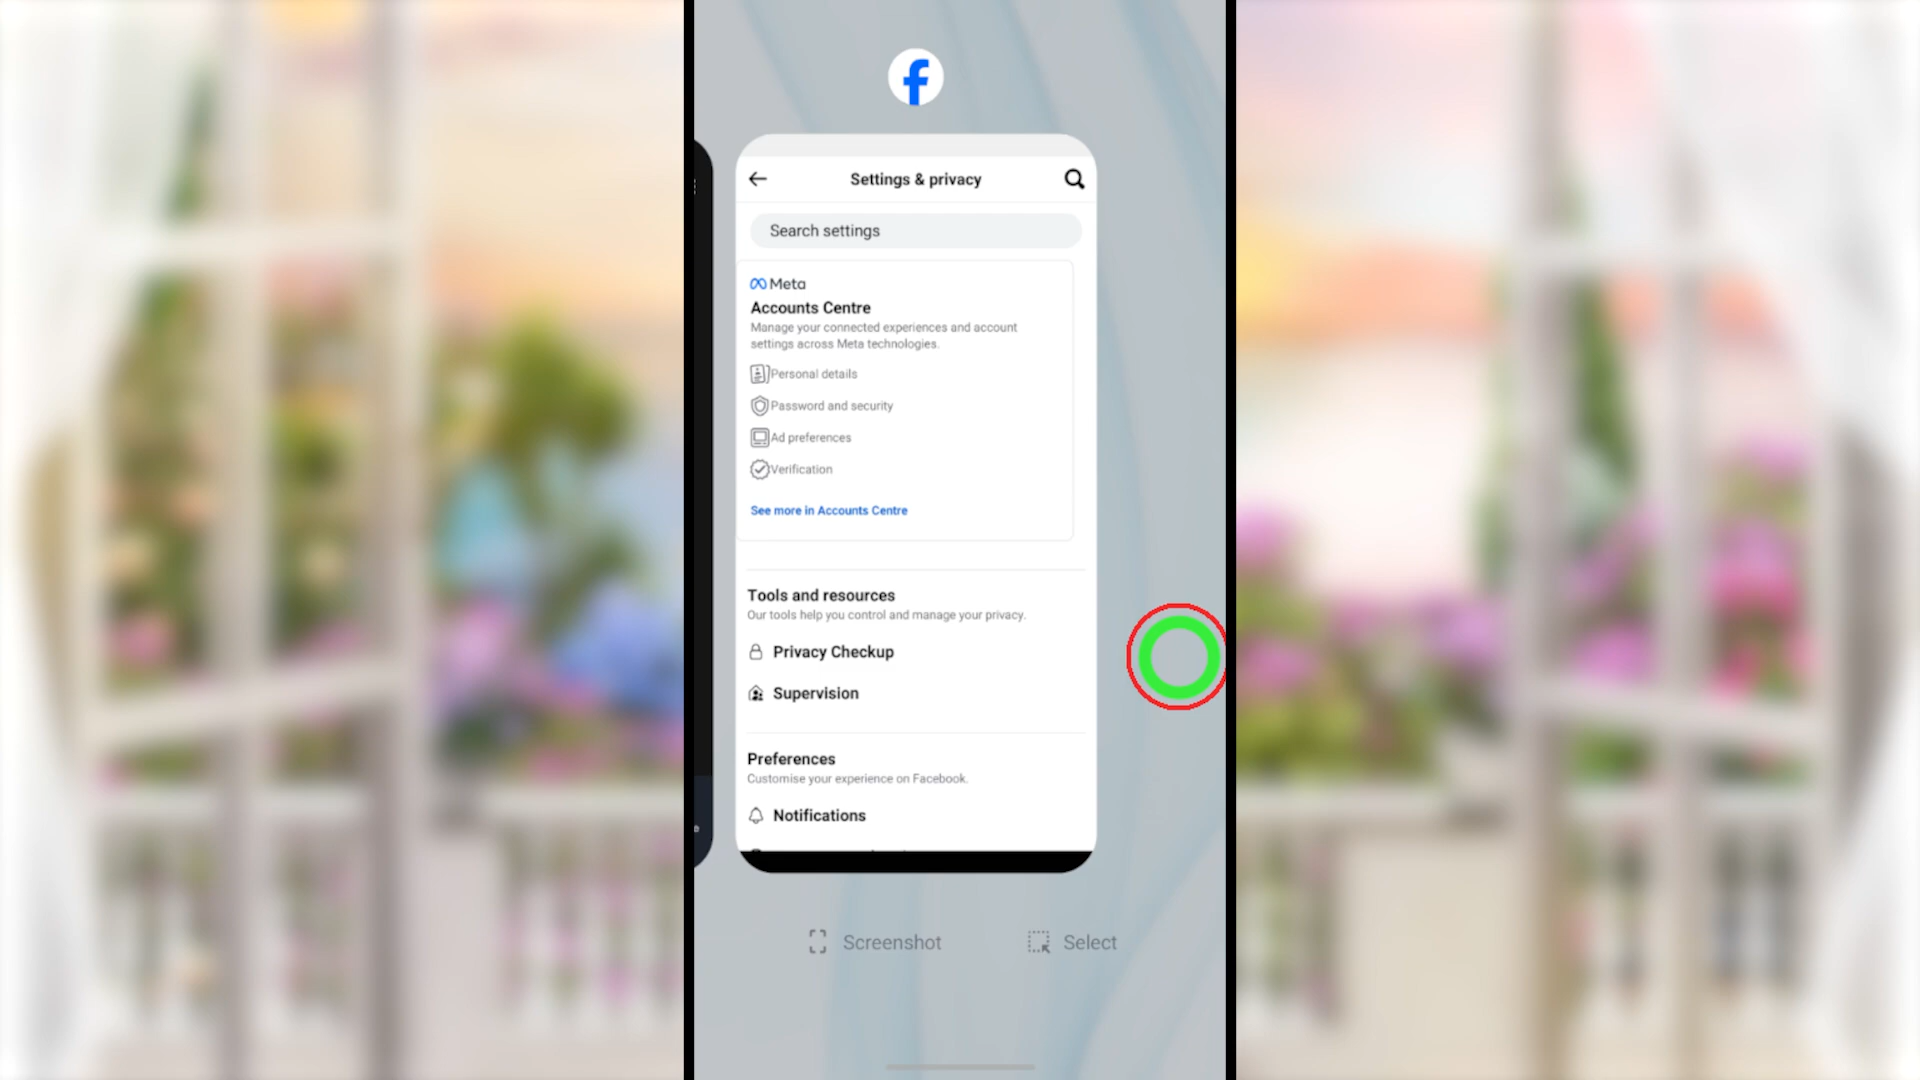 Settings & privacy
Search settings
Meta
Accounts Centre
Manage your connected experiences and account
settings across Meta technologies.
Personal details
Password and security
Ad preferences
Verification
See more in Accounts Centre
Tools and resources
Our tools help you control and manage your privacy.
Privacy Checkup
Supervision
Preferences
Customise your experience on Facebook.
Notifications
Screenshot
Select